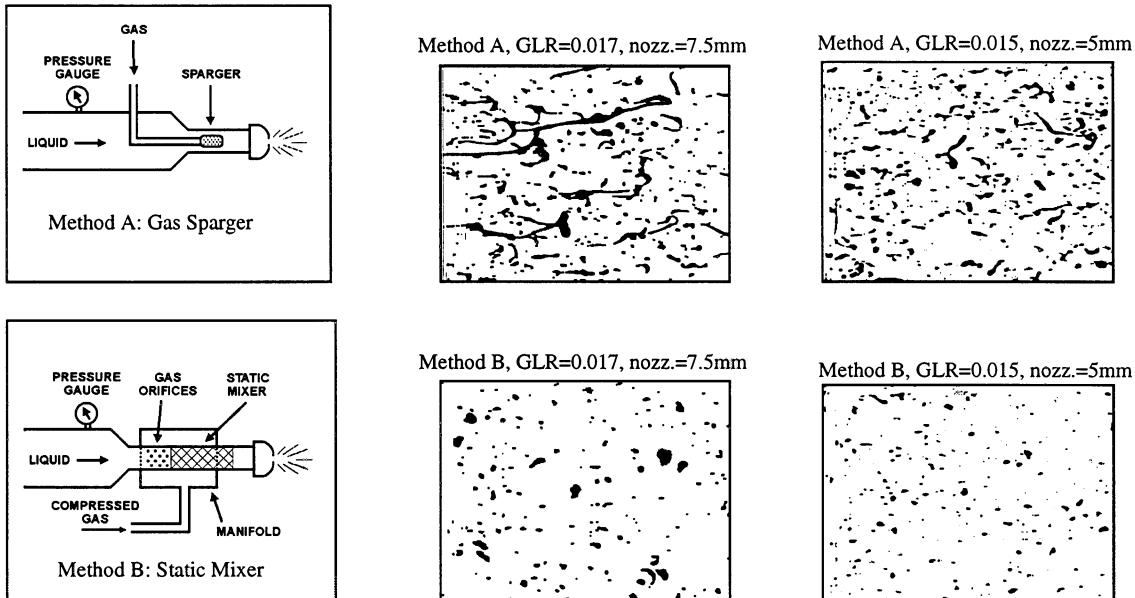 GAS
PRESSURE
GAUGE
SPARGER
LIQUID
Method A: Gas Sparger
Method A, GLR=0.017, nozz.=7.5mm
Method A, GLR=0.015, nozz.=5mm
PRESSURE
GAUGE
GAS
ORIFICES
STATIC
MIXER
LIQUID
COMPRESSED
GAS
MANIFOLD
Method B: Static Mixer
Method B, GLR=0.017, nozz.=7.5mm
Method B, GLR=0.015, nozz.=5mm